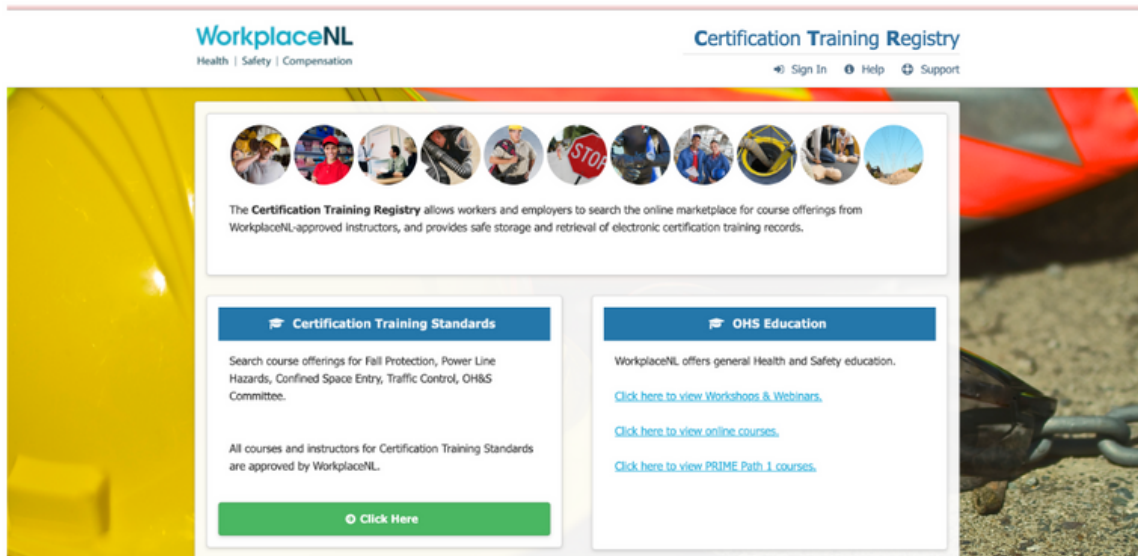 WorkplaceNL
Health | Safety | Compensation
Certification Training Registry
Sign In Help Support
STOP
The Certification Training Registry allows workers and employers to search the online marketplace for course offerings from
WorkplaceNL-approved instructors, and provides safe storage and retrieval of electronic certification training records.
Certification Training Standards
Search course offerings for Fall Protection, Power Line
Hazards, Confined Space Entry, Traffic Control, OH&S
Committee.
All courses and instructors for Certification Training Standards
are approved by WorkplaceNL.
Click Here
OHS Education
WorkplaceNL offers general Health and Safety education.
Click here to view Workshops & Webinars.
Click here to view online courses.
Click here to view PRIME Path 1 courses.